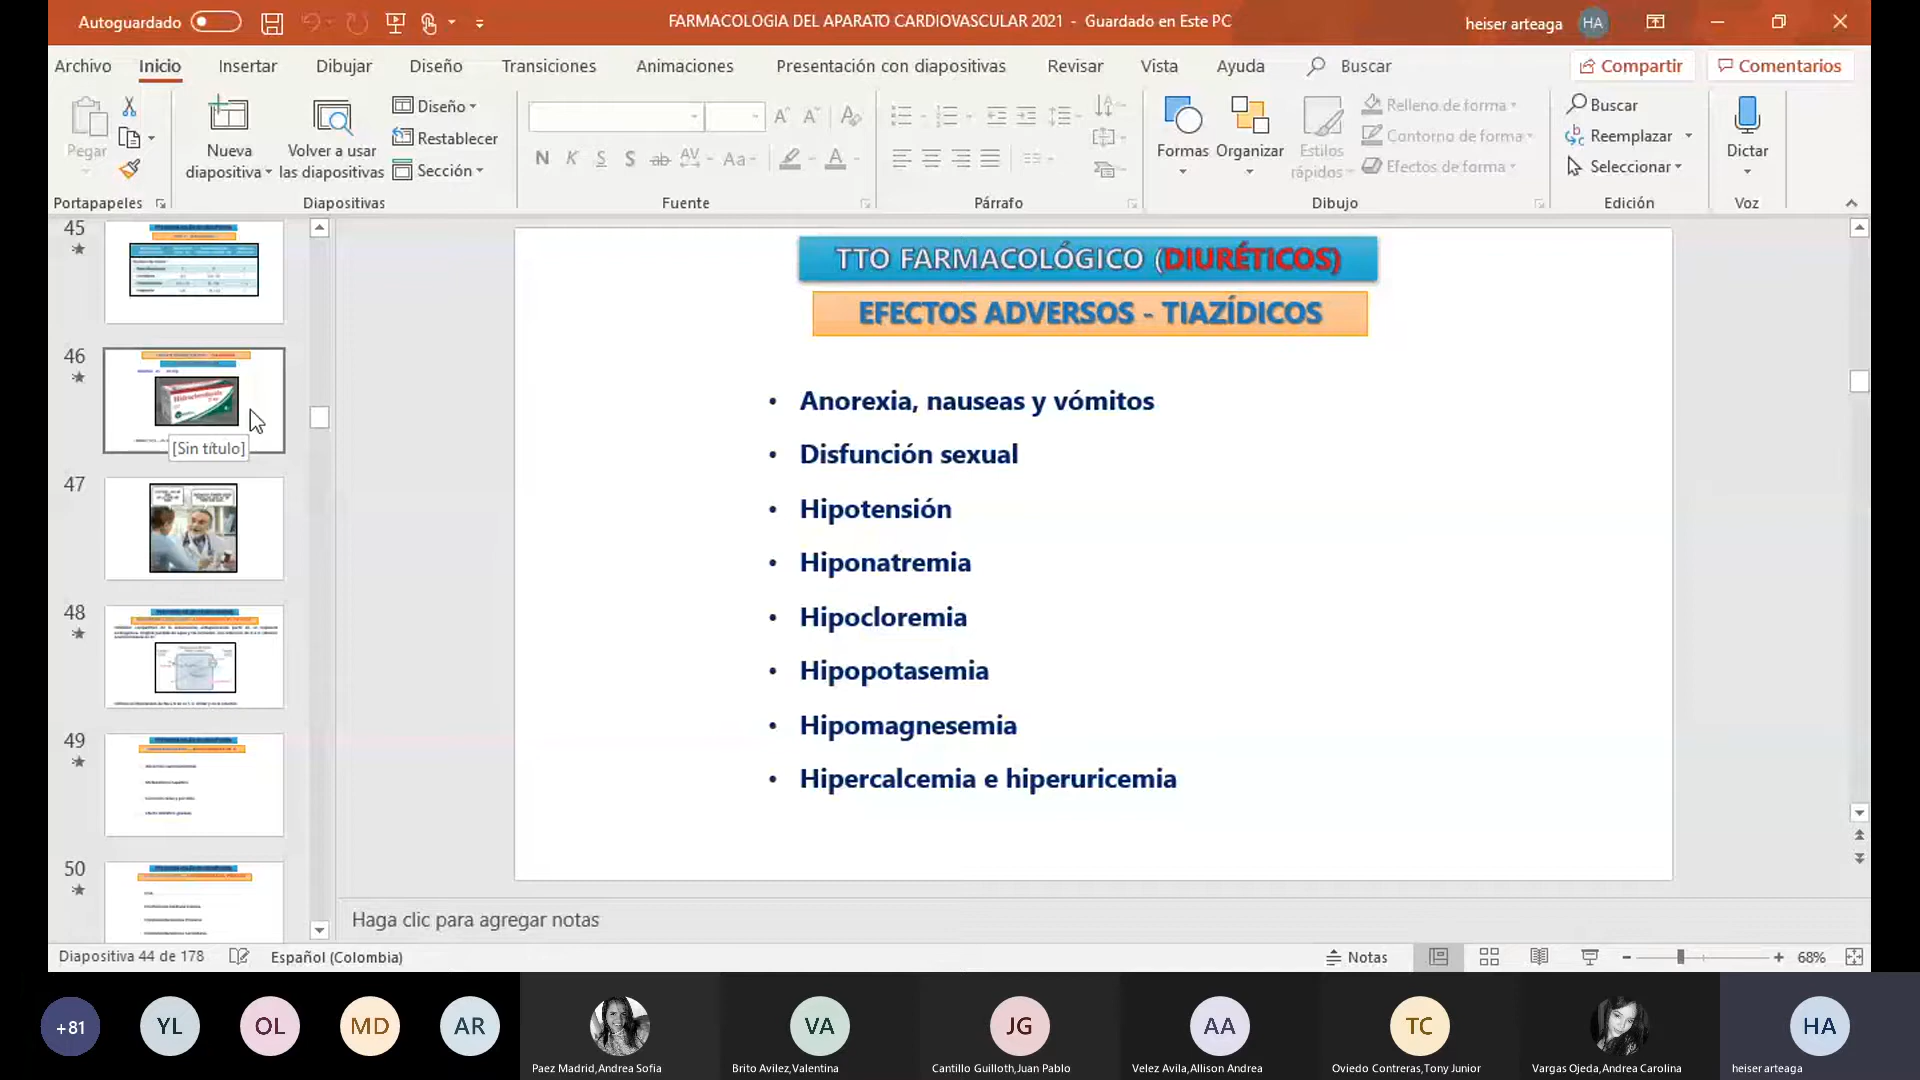 Autoguardado
FARMACOLOGIA DEL APARATO CARDIOVASCULAR 2021 - Guardado en Este PC
heiser arteaga
HA
Archivo
Inicio
Insertar
Dibujar
Diseño
Transiciones
Animaciones
Presentación con diapositivas
Revisar
Vista
Ayuda
Buscar
Compartir
Comentarios
Pegar
Nueva
diapositiva
Volver a usar
las diapositivas
Diseño
Restablecer
Sección
N K S S ab AV Aa A
Formas
Organizar
Estilos
rápidos
Relleno de forma
Contorno de forma
Efectos de forma
Buscar
Reemplazar
Seleccionar
Dictar
Portapapeles
Diapositivas
Fuente
Párrafo
Dibujo
Edición
Voz
45
46
[Sin título]
47
48
49
50
TTO FARMACOLÓGICO (DIURÉTICOS)
EFECTOS ADVERSOS - TIAZÍDICOS
• Anorexia, nauseas y vómitos
• Disfunción sexual
• Hipotensión
• Hiponatremia
• Hipocloremia
• Hipopotasemia
• Hipomagnesemia
• Hipercalcemia e hiperuricemia
Haga clic para agregar notas
Diapositiva 44 de 178
Español (Colombia)
Notas
68%
+81
YL
OL
MD
AR
VA
JG
AA
TC
HA
Paez Madrid,Andrea Sofia
Brito Avilez,Valentina
Cantillo Guilloth,Juan Pablo
Velez Avila,Allison Andrea
Oviedo Contreras,Tony Junior
Vargas Ojeda,Andrea Carolina
heiser arteaga